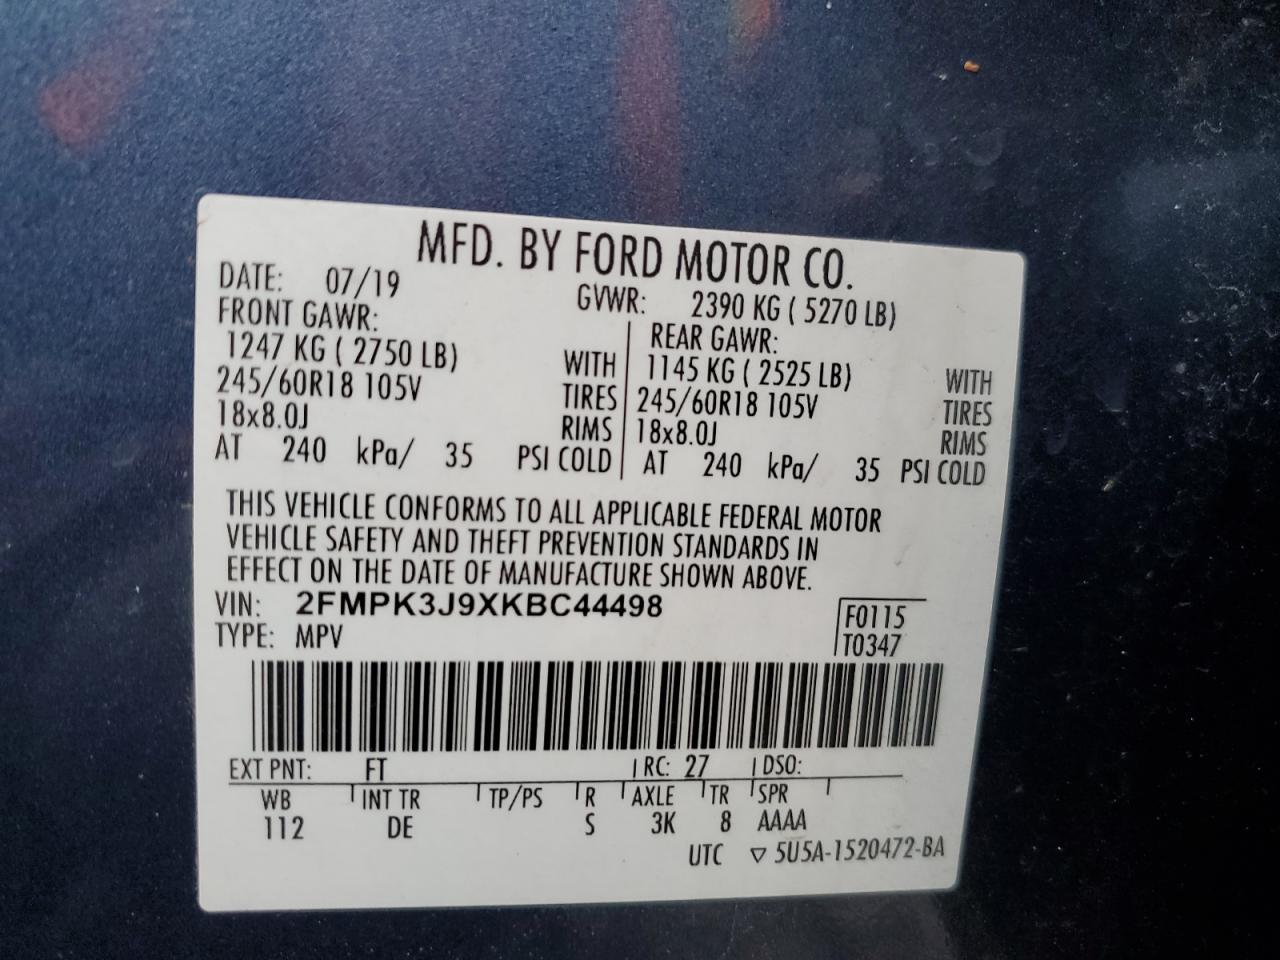 MFD. BY FORD MOTOR CO.
DATE: 07/19 GVWR: 2390 KG ( 5270 LB)
FRONT GAWR: REAR GAWR:
1247 KG ( 2750 LB) WITH 1145 KG ( 2525 LB) WITH
245/60R18 105V TIRES 245/60R18 105V TIRES
18x8.0J RIMS 18x8.0J RIMS
AT 240 kPa/ 35 PSI COLD AT 240 kPa/ 35 PSI COLD
THIS VEHICLE CONFORMS TO ALL APPLICABLE FEDERAL MOTOR
VEHICLE SAFETY AND THEFT PREVENTION STANDARDS IN
EFFECT ON THE DATE OF MANUFACTURE SHOWN ABOVE.
VIN: 2FMPK3J9XKBC44498 F0115
TYPE: MPV T0347
EXT PNT: FT RC: 27 DSO:
WB INT TR TP/PS R AXLE TR SPR
112 DE S 3K 8 AAAA
UTC ▽ 5U5A-1520472-BA